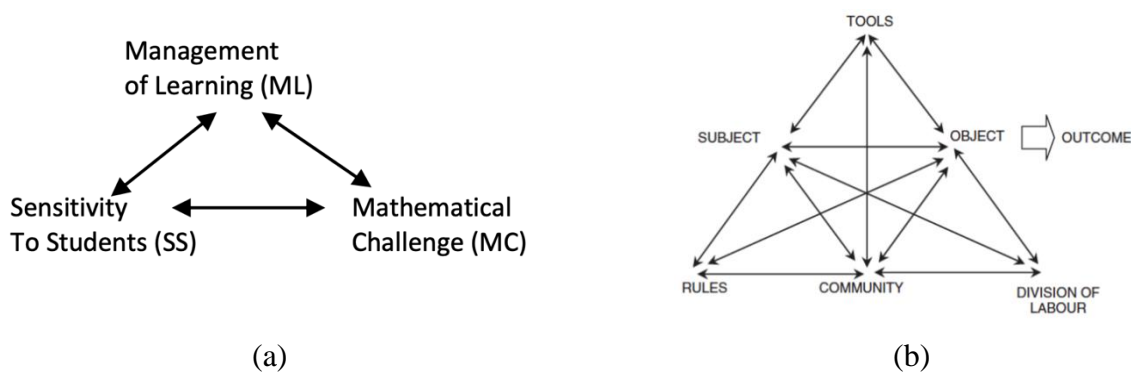 Management
of Learning (ML)
Sensitivity
To Students (SS)
Mathematical
Challenge (MC)
(a)
TOOLS
SUBJECT
OBJECT
OUTCOME
RULES
COMMUNITY
DIVISION OF
LABOUR
(b)